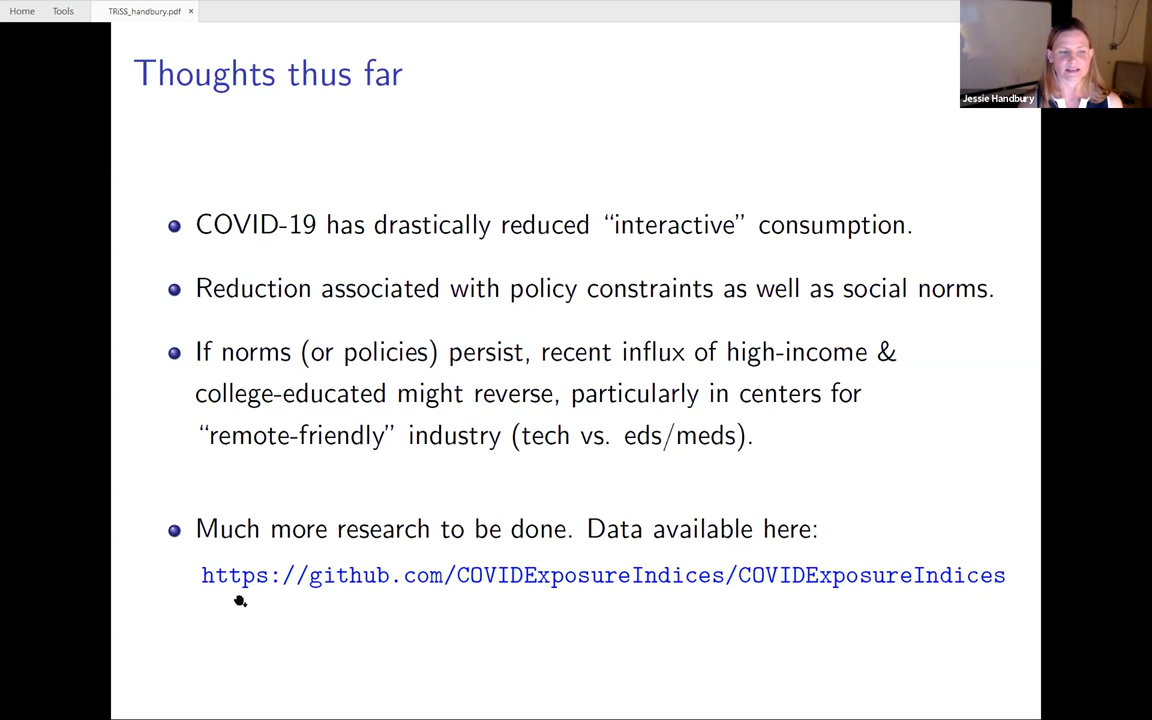 Home Tools TRiSS_handbury.pdf ×
Jessie Handbury
Thoughts thus far
COVID-19 has drastically reduced “interactive” consumption.
Reduction associated with policy constraints as well as social norms.
If norms (or policies) persist, recent influx of high-income &
college-educated might reverse, particularly in centers for
“remote-friendly” industry (tech vs. eds/meds).
Much more research to be done. Data available here:
https://github.com/COVIDExposureIndices/COVIDExposureIndices